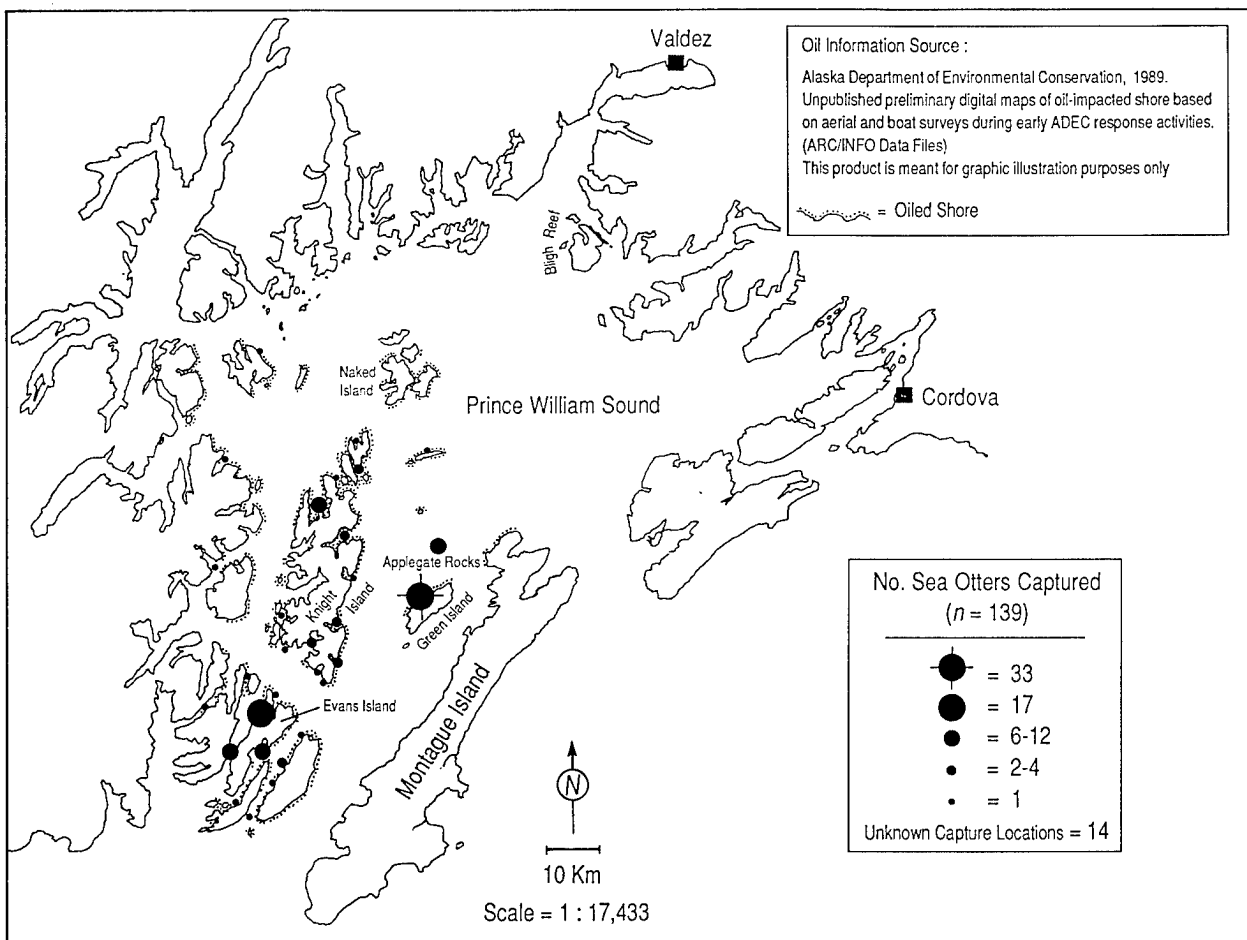 Valdez
Oil Information Source :
Alaska Department of Environmental Conservation, 1989.
Unpublished preliminary digital maps of oil-impacted shore based
on aerial and boat surveys during early ADEC response activities.
(ARC/INFO Data Files)
This product is meant for graphic illustration purposes only
= Oiled Shore
Bligh Reef
Naked
Island
Prince William Sound
Cordova
Applegate Rocks
Knight
Island
Green Island
Evans Island
Montague Island
N
10 Km
Scale = 1 : 17,433
No. Sea Otters Captured
(n = 139)
= 33
= 17
= 6-12
= 2-4
= 1
Unknown Capture Locations = 14